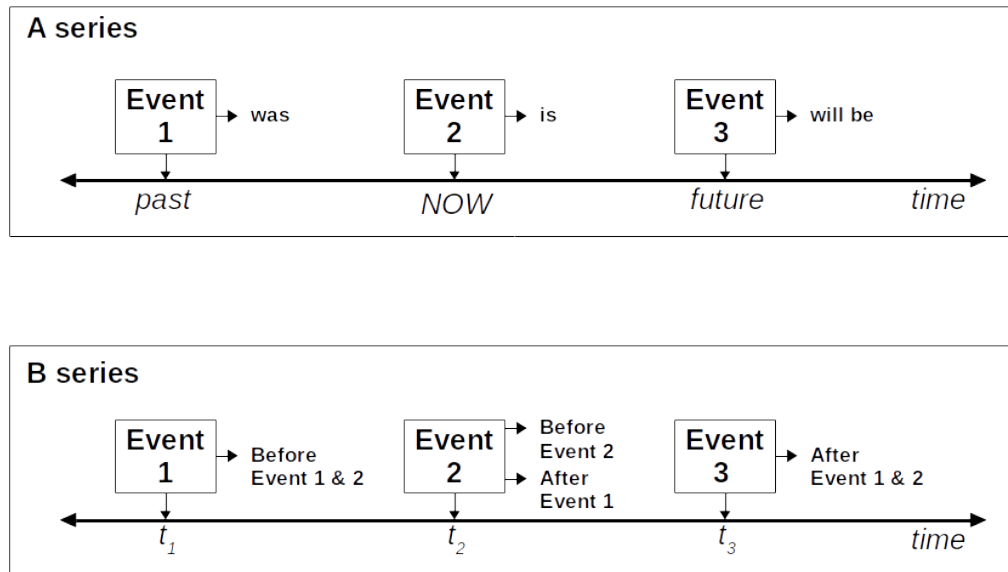 A series
Event
1
was
Event
2
is
Event
3
will be
past
NOW
future
time
B series
Event
1
Before
Event 1 & 2
Event
2
Before
Event 2
After
Event 1
Event
3
After
Event 1 & 2
t1
t2
t3
time